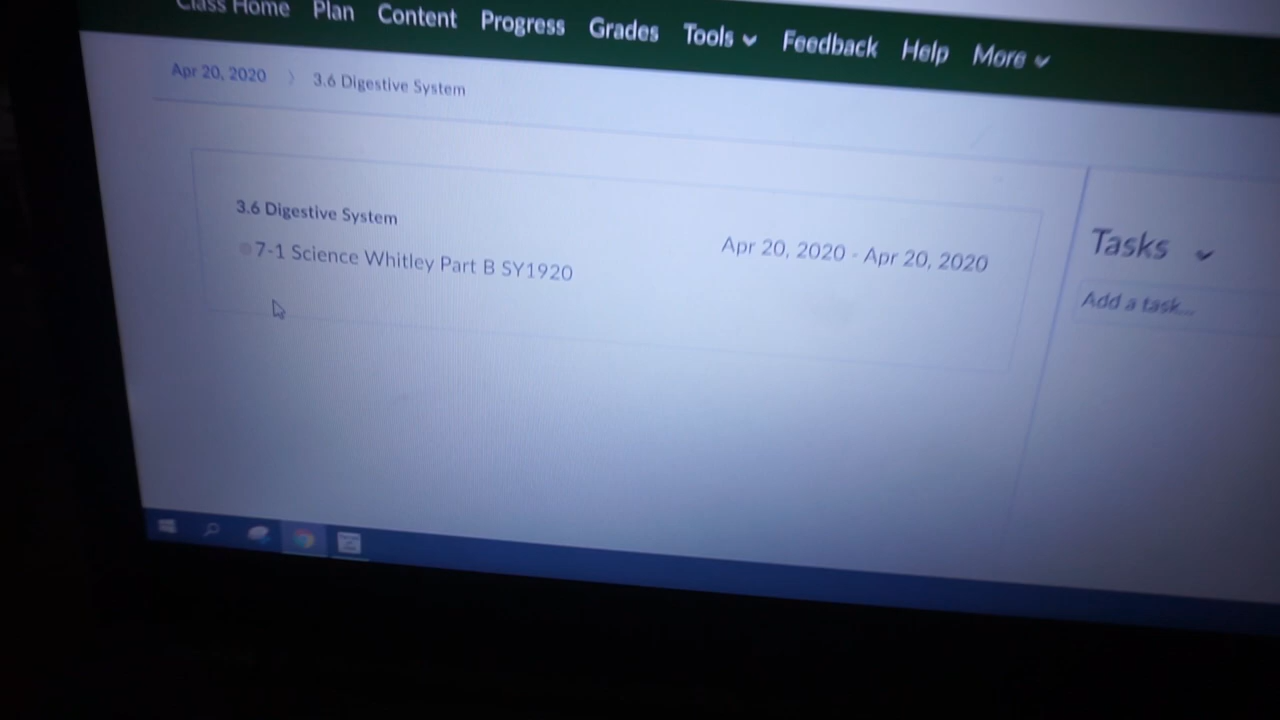 Class Home Plan Content Progress Grades Tools Feedback Help More
Apr 20, 2020 3.6 Digestive System
3.6 Digestive System
7-1 Science Whitley Part B SY1920
Apr 20, 2020 - Apr 20, 2020
Tasks
Add a task...